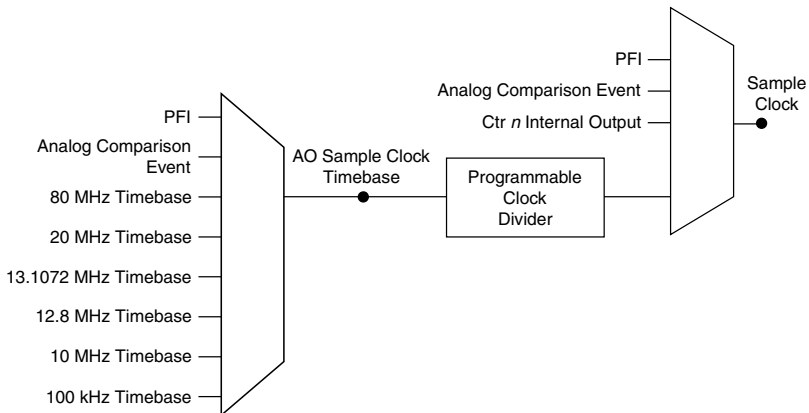 PFI
Analog Comparison
Event
80 MHz Timebase
20 MHz Timebase
13.1072 MHz Timebase
12.8 MHz Timebase
10 MHz Timebase
100 kHz Timebase
AO Sample Clock
Timebase
Programmable
Clock
Divider
PFI
Analog Comparison Event
Ctr n Internal Output
Sample
Clock